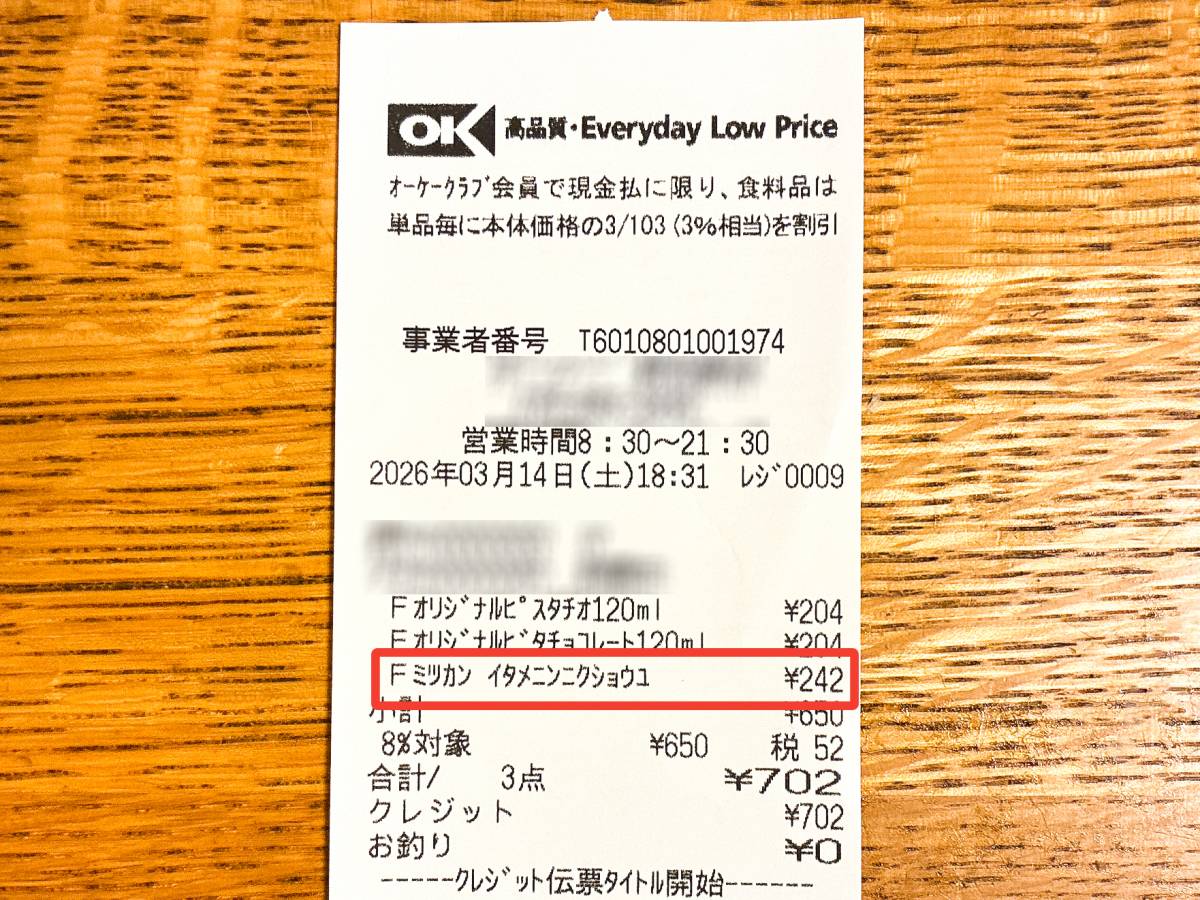 OK 高品質・Everyday Low Price
オーケークラブ会員で現金払に限り、食料品は
単品毎に本体価格の3/103(3%相当)を割引
事業者番号 T6010801001974
営業時間8:30~21:30
2026年03月14日(土)18:31 レジ0009
Fオリジナルピスタチオ120ml ¥204
Fオリジナルビタチョコレート120ml ¥204
Fミツカン イタメニンニクショウユ ¥242
小計 ¥650
8%対象 ¥650 税 52
合計/ 3点 ¥702
クレジット ¥702
お釣り ¥0
-----クレジット伝票タイトル開始------